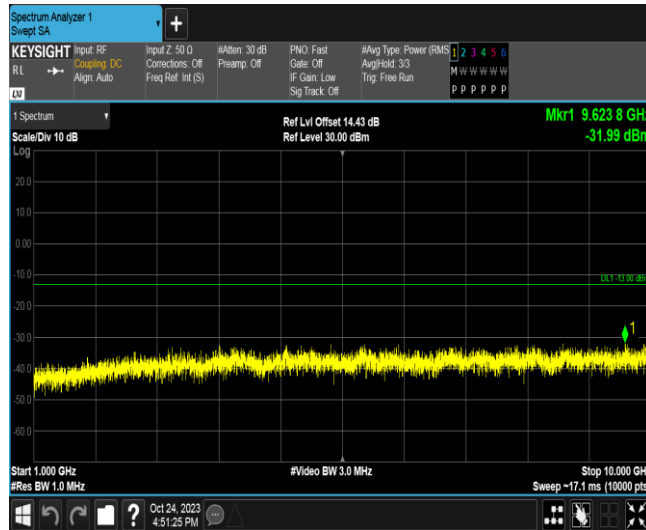 Spectrum Analyzer 1
Swept SA
+
KEYSIGHT Input: RF Input Z: 50 Ω #Atten: 30 dB PNO: Fast #Avg Type: Power (RMS 1 2 3 4 5 6
RL Coupling: DC Corrections: Off Preamp: Off Gate: Off Avg|Hold: 3/3 M W W W W W
Align: Auto Freq Ref: Int (S) IF Gain: Low Trig: Free Run
LXI Sig Track: Off P P P P P P
1 Spectrum Ref Lvl Offset 14.43 dB Mkr1 9.623 8 GHz
Scale/Div 10 dB Ref Level 30.00 dBm -31.99 dBm
Log
20.0
10.0
0.00
-10.0 DL1 -13.00 dBm
-20.0
-30.0 1
-40.0
-50.0
-60.0
Start 1.000 GHz #Video BW 3.0 MHz Stop 10.000 GH
#Res BW 1.0 MHz Sweep ~17.1 ms (10000 pts
? Oct 24, 2023
4:51:25 PM